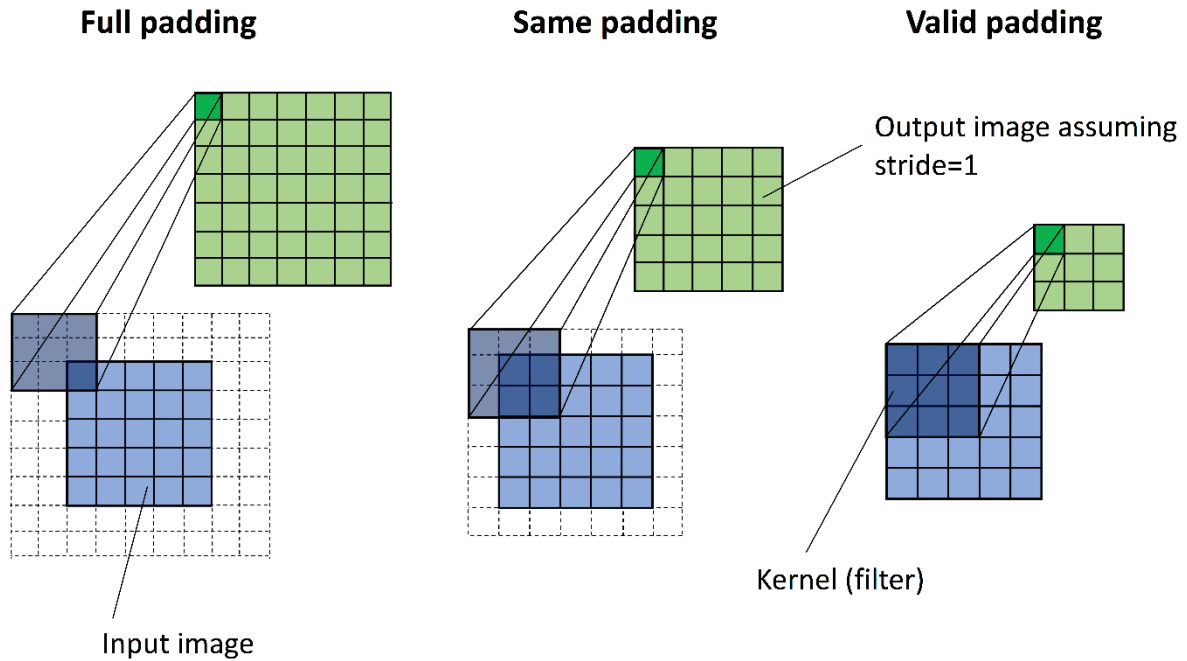 Full padding
Same padding
Valid padding
Output image assuming
stride=1
Kernel (filter)
Input image